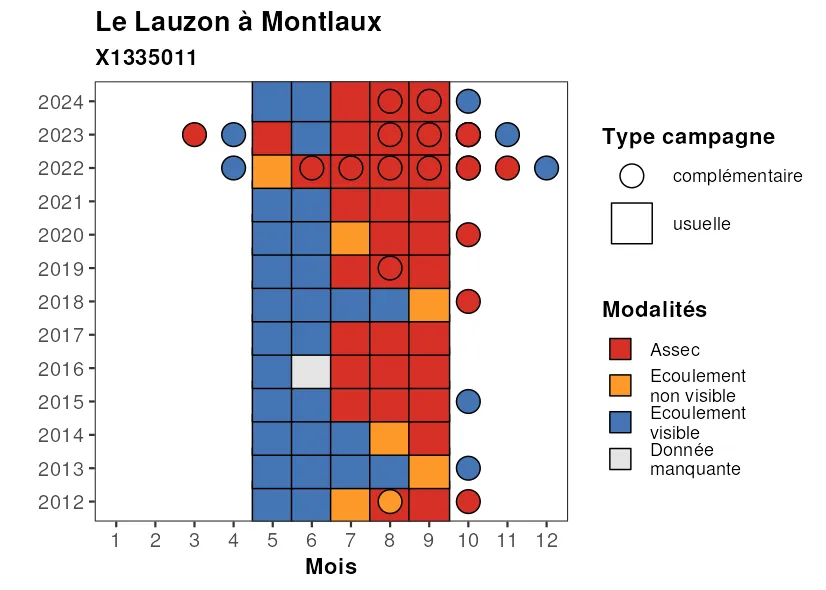 Le Lauzon à Montlaux
X1335011
2024
2023
2022
2021
2020
2019
2018
2017
2016
2015
2014
2013
2012
1 2 3 4 5 6 7 8 9 10 11 12
Mois
Type campagne
complémentaire
usuelle
Modalités
Assec
Ecoulement
non visible
Ecoulement
visible
Donnée
manquante